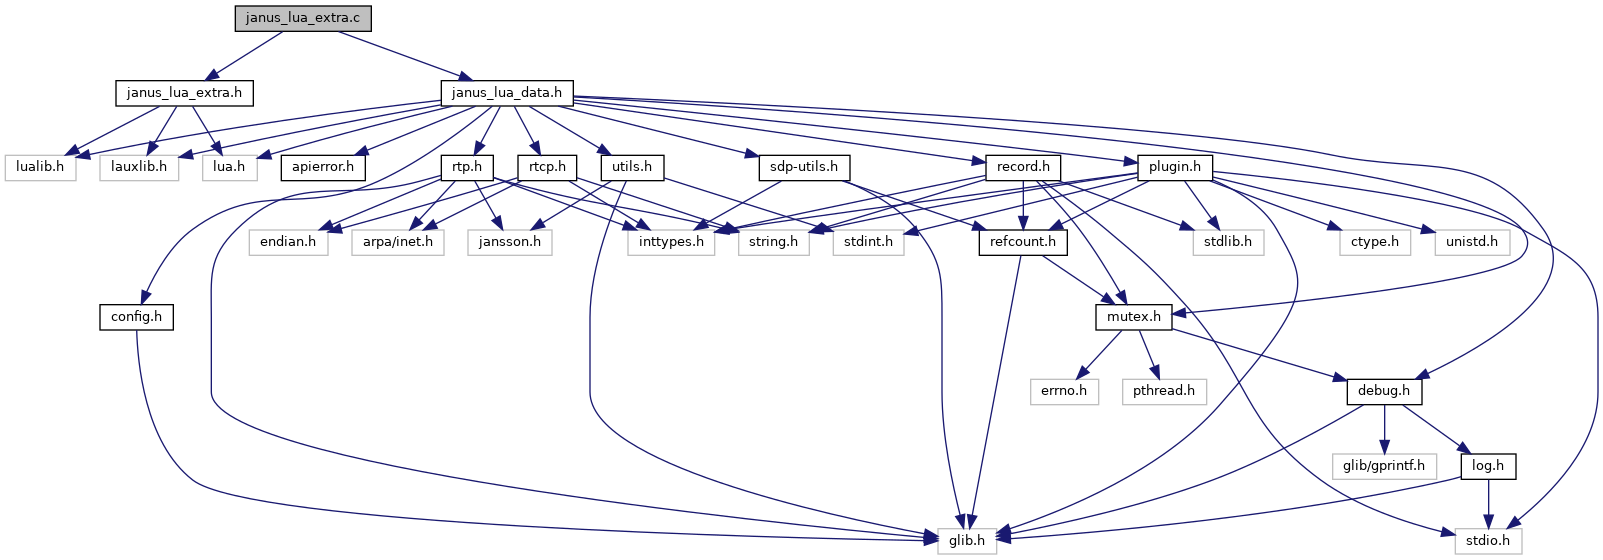 janus_lua_extra.c
janus_lua_extra.h
janus_lua_data.h
lualib.h
lauxlib.h
lua.h
apierror.h
rtp.h
rtcp.h
utils.h
sdp-utils.h
record.h
plugin.h
endian.h
arpa/inet.h
jansson.h
inttypes.h
string.h
stdint.h
refcount.h
stdlib.h
ctype.h
unistd.h
config.h
mutex.h
errno.h
pthread.h
debug.h
glib/gprintf.h
log.h
glib.h
stdio.h